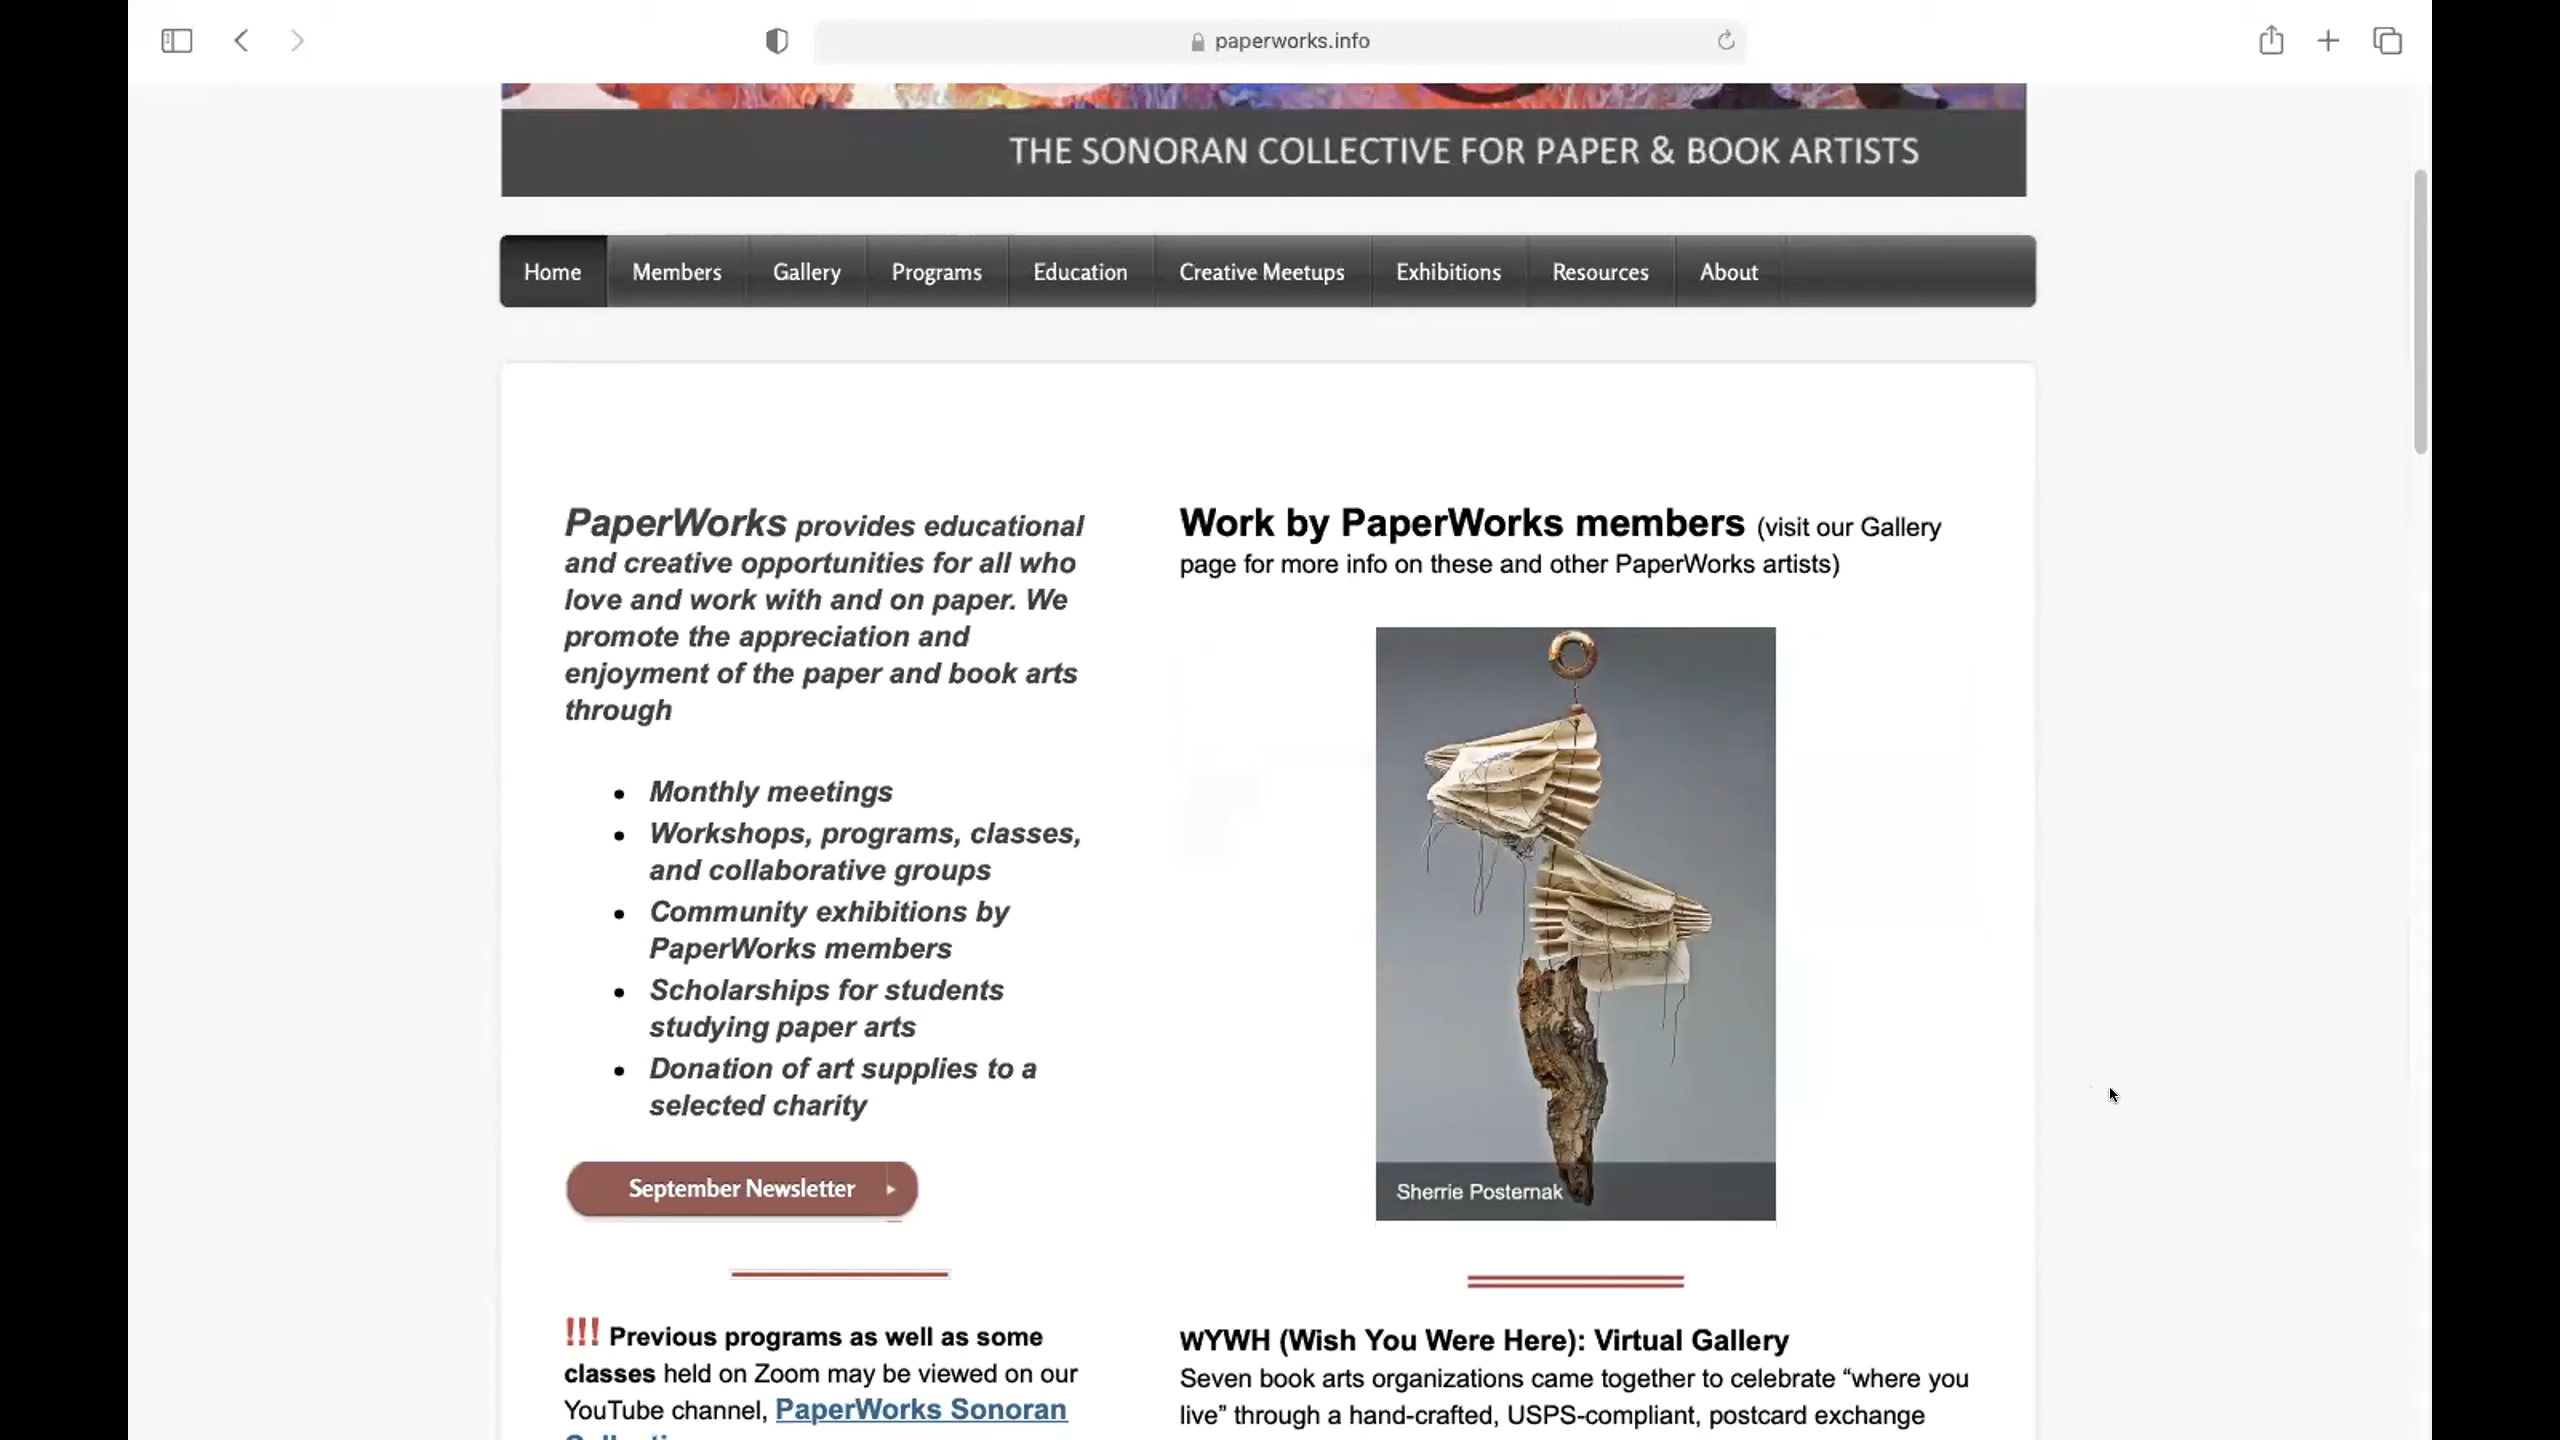 paperworks.info
THE SONORAN COLLECTIVE FOR PAPER & BOOK ARTISTS
Home Members Gallery Programs Education Creative Meetups Exhibitions Resources About
PaperWorks provides educational
and creative opportunities for all who
love and work with and on paper. We
promote the appreciation and
enjoyment of the paper and book arts
through
• Monthly meetings
• Workshops, programs, classes,
and collaborative groups
• Community exhibitions by
PaperWorks members
• Scholarships for students
studying paper arts
• Donation of art supplies to a
selected charity
September Newsletter
!!! Previous programs as well as some
classes held on Zoom may be viewed on our
YouTube channel, PaperWorks Sonoran
Work by PaperWorks members (visit our Gallery
page for more info on these and other PaperWorks artists)
Sherrie Posternak
wYWH (Wish You Were Here): Virtual Gallery
Seven book arts organizations came together to celebrate “where you
live” through a hand-crafted, USPS-compliant, postcard exchange